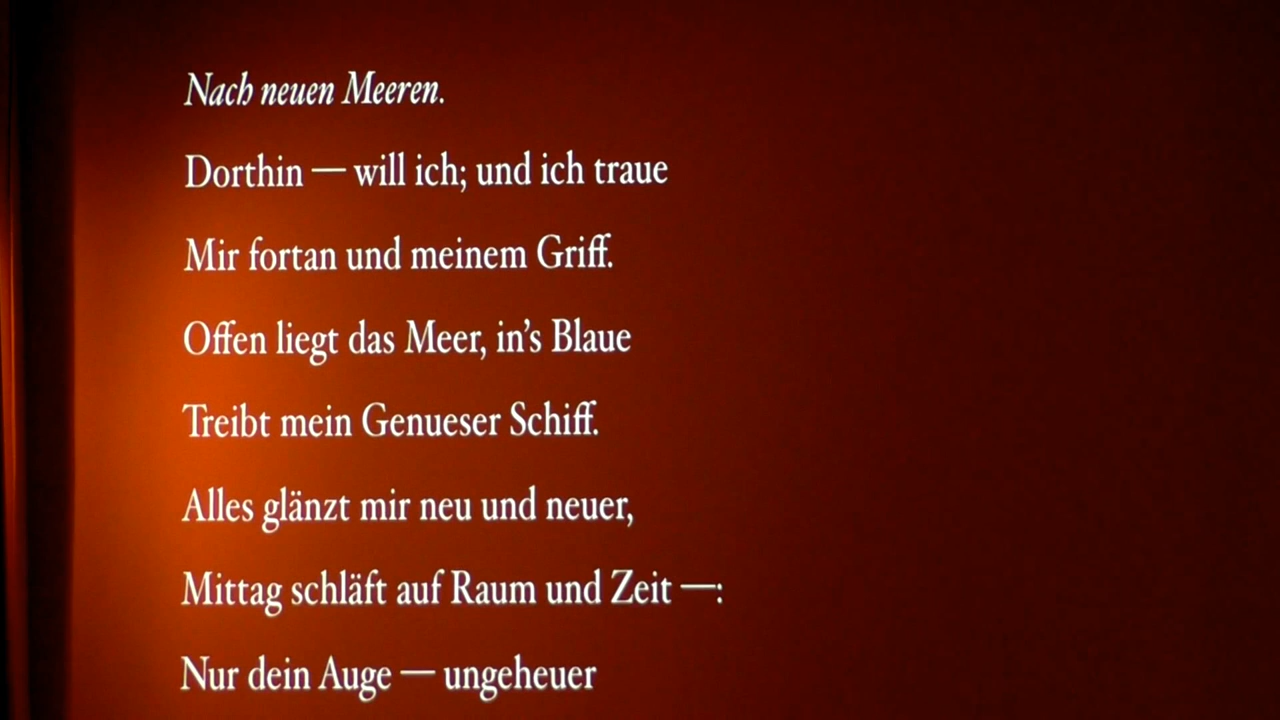 Nach neuen Meeren.
Dorthin — will ich; und ich traue
Mir fortan und meinem Griff.
Offen liegt das Meer, in’s Blaue
Treibt mein Genueser Schiff.
Alles glänzt mir neu und neuer,
Mittag schläft auf Raum und Zeit —:
Nur dein Auge — ungeheuer